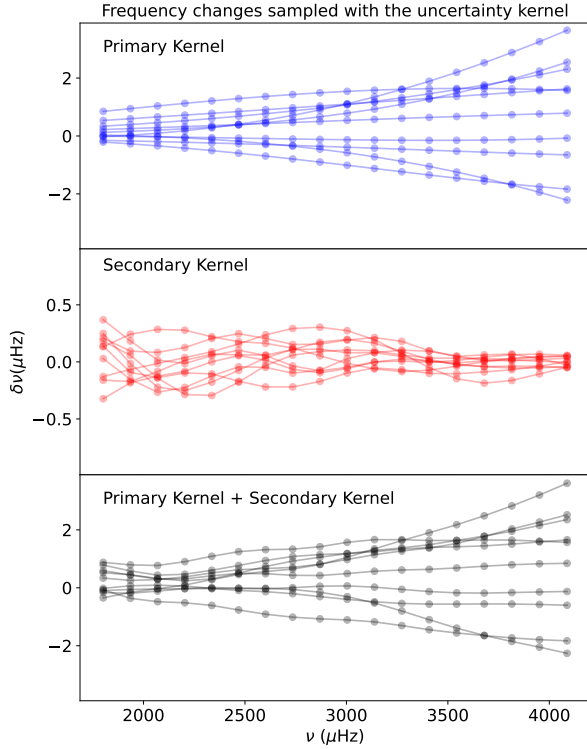 Frequency changes sampled with the uncertainty kernel
Primary Kernel
2
0
−2
Secondary Kernel
0.5
0.0
−0.5
δν(μHz)
Primary Kernel + Secondary Kernel
2
0
−2
2000 2500 3000 3500 4000
ν (μHz)